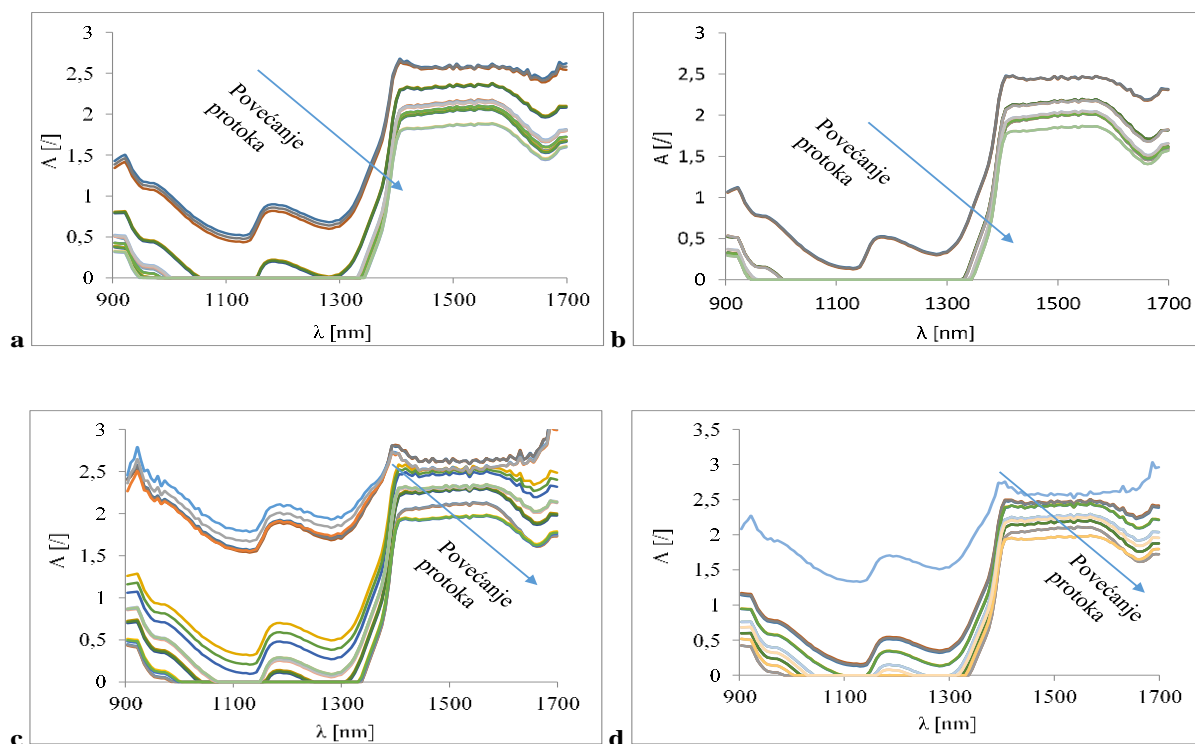 3
2,5
2
1,5
1
0,5
0
A [/]
Povećanje
protoka
900 1100 1300 1500 1700
λ [nm]
a
3
2,5
2
1,5
1
0,5
0
A [/]
Povećanje
protoka
900 1100 1300 1500 1700
λ [nm]
b
3
2,5
2
1,5
1
0,5
0
A [/]
Povećanje
protoka
900 1100 1300 1500 1700
λ [nm]
c
3,5
3
2,5
2
1,5
1
0,5
0
A [/]
Povećanje
protoka
900 1100 1300 1500 1700
λ [nm]
d